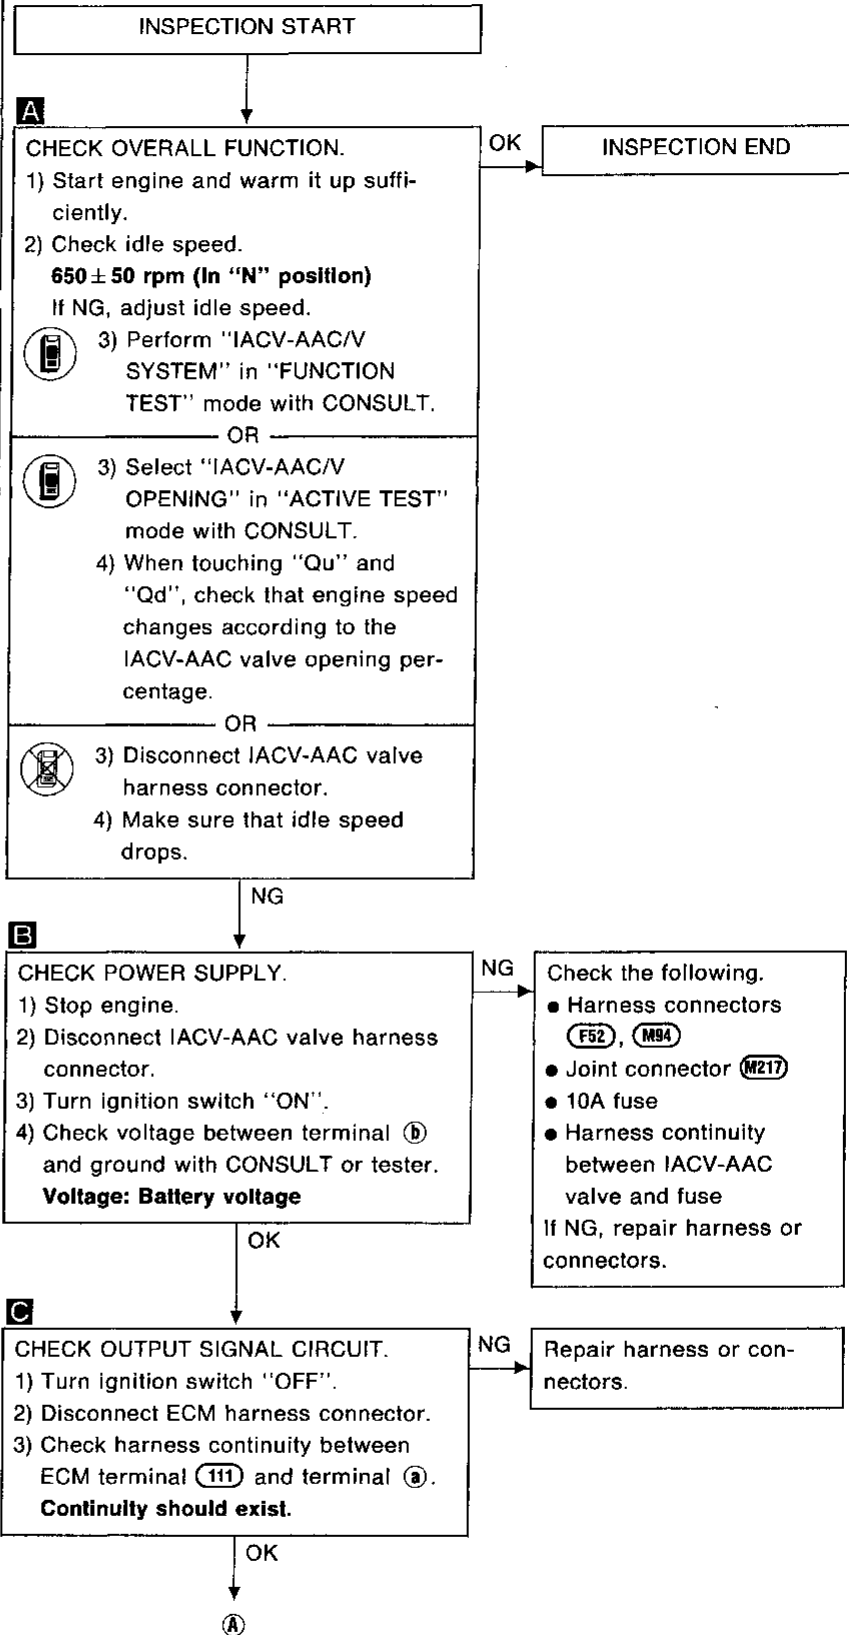 INSPECTION START
A
CHECK OVERALL FUNCTION.
1) Start engine and warm it up suffi-
ciently.
2) Check idle speed.
650 ± 50 rpm (In "N" position)
If NG, adjust idle speed.
3) Perform "IACV-AAC/V
SYSTEM" in "FUNCTION
TEST" mode with CONSULT.
OR
3) Select "IACV-AAC/V
OPENING" in "ACTIVE TEST"
mode with CONSULT.
4) When touching "Qu" and
"Qd", check that engine speed
changes according to the
IACV-AAC valve opening per-
centage.
OR
3) Disconnect IACV-AAC valve
harness connector.
4) Make sure that idle speed
drops.
OK
INSPECTION END
NG
B
CHECK POWER SUPPLY.
1) Stop engine.
2) Disconnect IACV-AAC valve harness
connector.
3) Turn ignition switch "ON".
4) Check voltage between terminal ⓑ
and ground with CONSULT or tester.
Voltage: Battery voltage
NG
Check the following.
● Harness connectors
F52, M94
● Joint connector M217
● 10A fuse
● Harness continuity
between IACV-AAC
valve and fuse
If NG, repair harness or
connectors.
OK
C
CHECK OUTPUT SIGNAL CIRCUIT.
1) Turn ignition switch "OFF".
2) Disconnect ECM harness connector.
3) Check harness continuity between
ECM terminal 111 and terminal ⓐ.
Continuity should exist.
NG
Repair harness or con-
nectors.
OK
Ⓐ